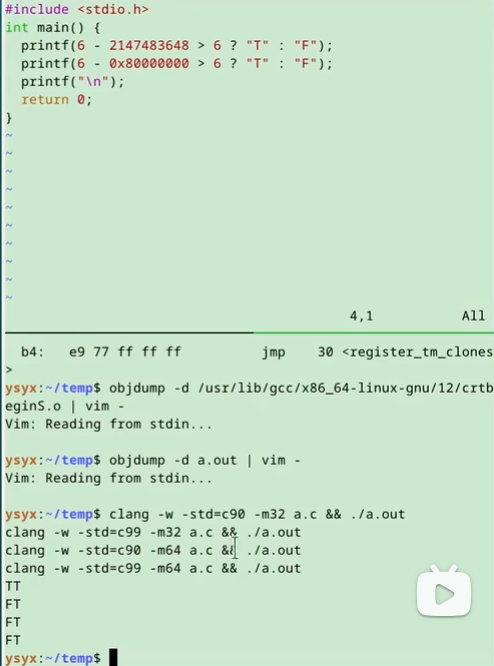 #include <stdio.h>
int main() {
  printf(6 - 2147483648 > 6 ? "T" : "F");
  printf(6 - 0x80000000 > 6 ? "T" : "F");
  printf("\n");
  return 0;
}
~
~
~
~
~
~
~
~
~
~
4,1 All
b4: e9 77 ff ff ff jmp 30 <register_tm_clones
>
ysyx:~/temp$ objdump -d /usr/lib/gcc/x86_64-linux-gnu/12/crtb
eginS.o | vim -
Vim: Reading from stdin...
ysyx:~/temp$ objdump -d a.out | vim -
Vim: Reading from stdin...
ysyx:~/temp$ clang -w -std=c90 -m32 a.c && ./a.out
clang -w -std=c99 -m32 a.c && ./a.out
clang -w -std=c90 -m64 a.c && ./a.out
clang -w -std=c99 -m64 a.c && ./a.out
TT
FT
FT
FT
ysyx:~/temp$